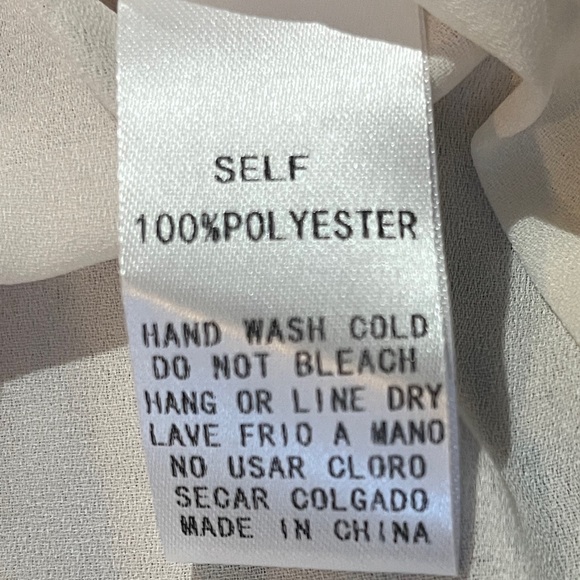 SELF
100%POLYESTER
HAND WASH COLD
DO NOT BLEACH
HANG OR LINE DRY
LAVE FRIO A MANO
NO USAR CLORO
SECAR COLGADO
MADE IN CHINA